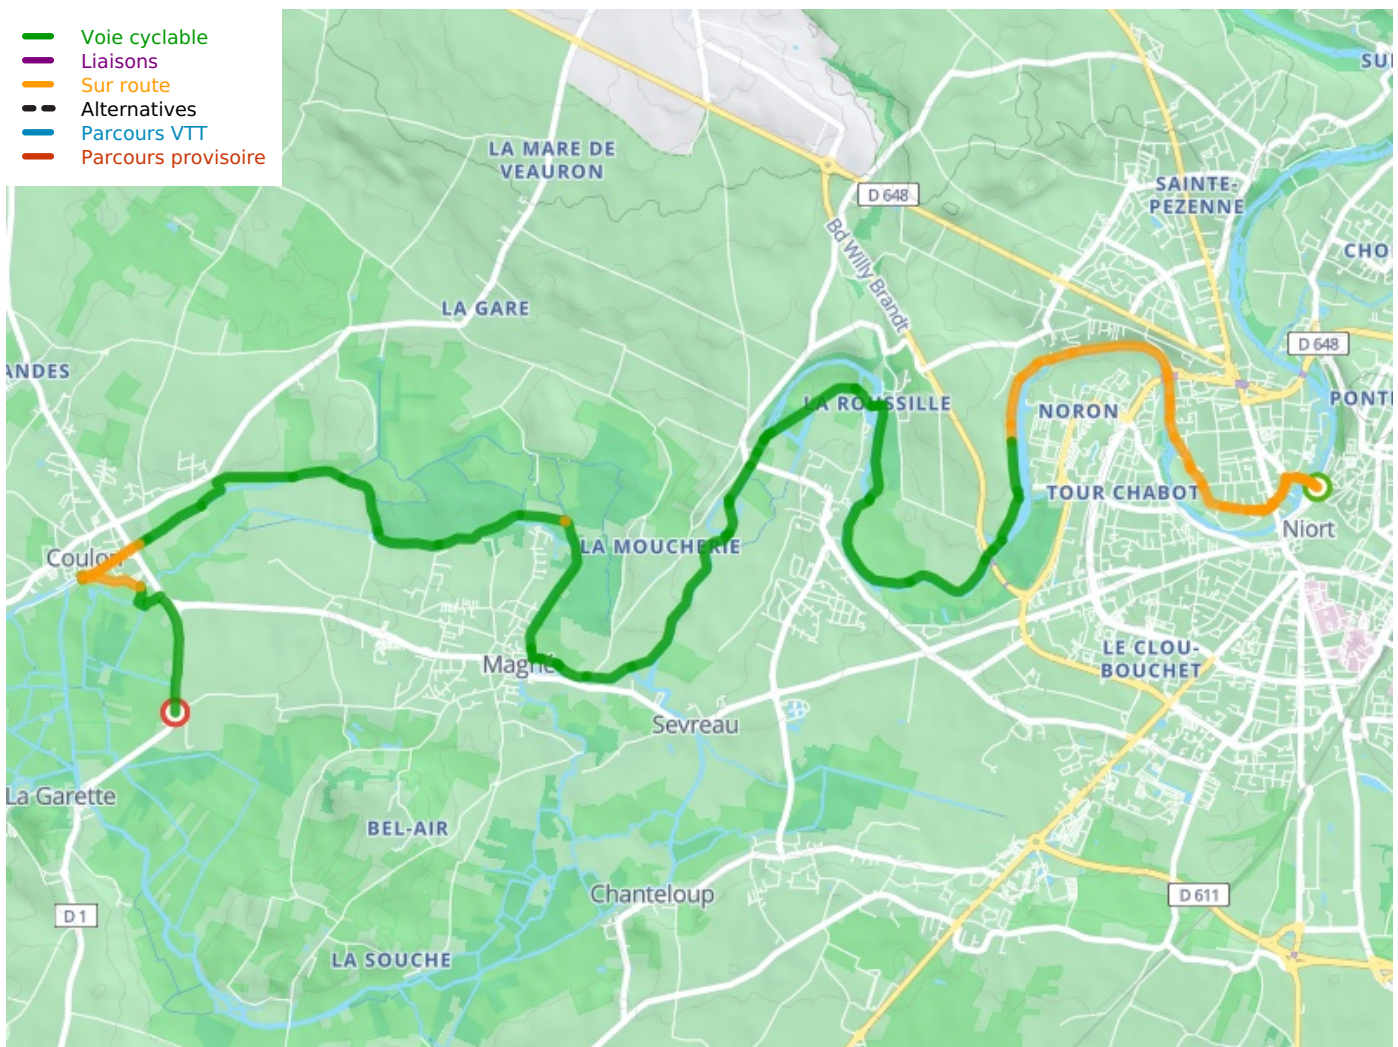 Voie cyclable
Liaisons
Sur route
Alternatives
Parcours VTT
Parcours provisoire
LA MARE DE
VEAURON
D 648
SAINTE-
PEZENNE
Bd Willy Brandt
LA GARE
D 648
LA ROUSSILLE
NORON
TOUR CHABOT
Niort
LA MOUCHERIE
Coulon
Magné
Sevreau
LE CLOU-
BOUCHET
La Garette
BEL-AIR
Chanteloup
D 611
D 1
LA SOUCHE